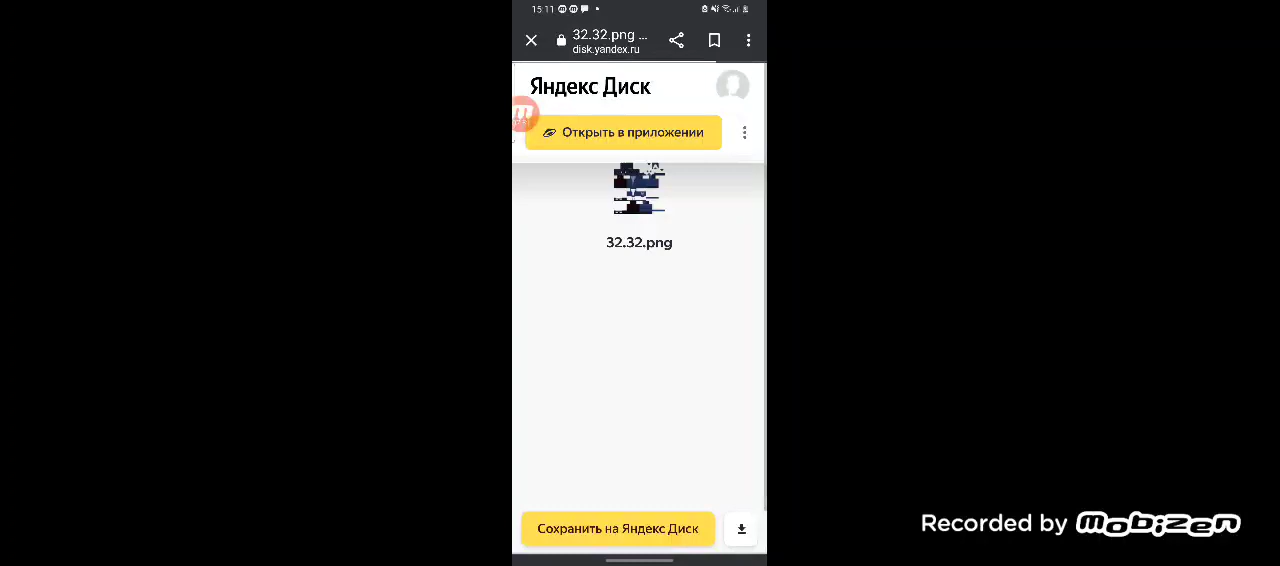 15:11
32.32.png ...
disk.yandex.ru
Яндекс Диск
Открыть в приложении
32.32.png
Сохранить на Яндекс Диск
Recorded by mobizen